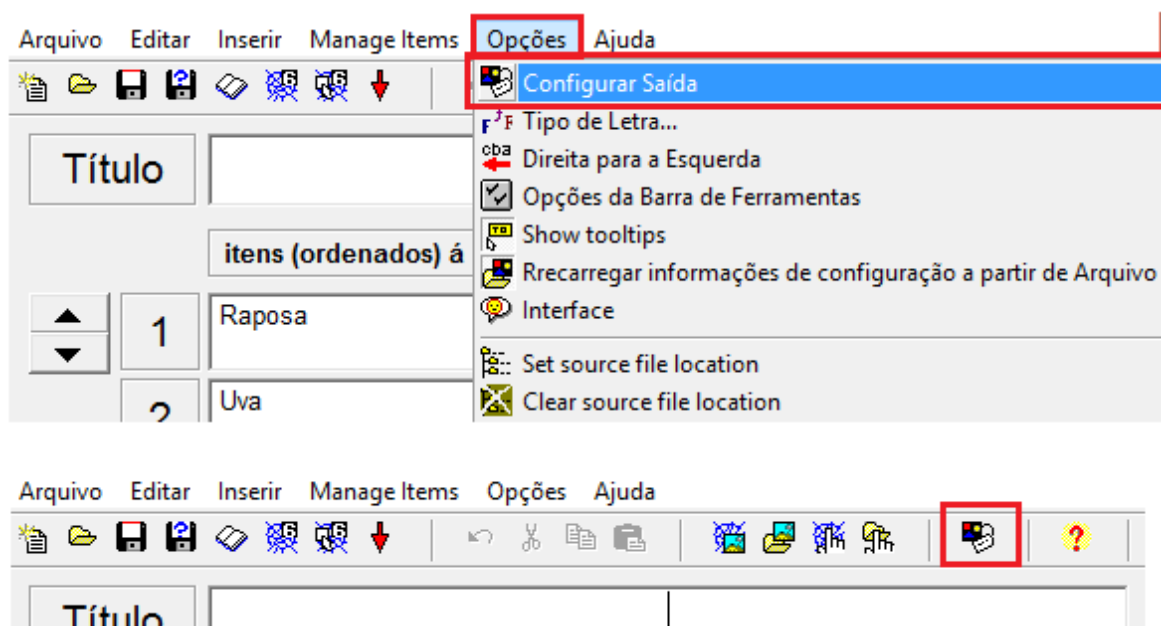 Arquivo Editar Inserir Manage Items Opções Ajuda
Configurar Saída
Tipo de Letra...
Direita para a Esquerda
Opções da Barra de Ferramentas
Show tooltips
Rrecarregar informações de configuração a partir de Arquivo
Interface
Set source file location
Clear source file location
Título
itens (ordenados) á
1 Raposa
2 Uva
Arquivo Editar Inserir Manage Items Opções Ajuda
Título